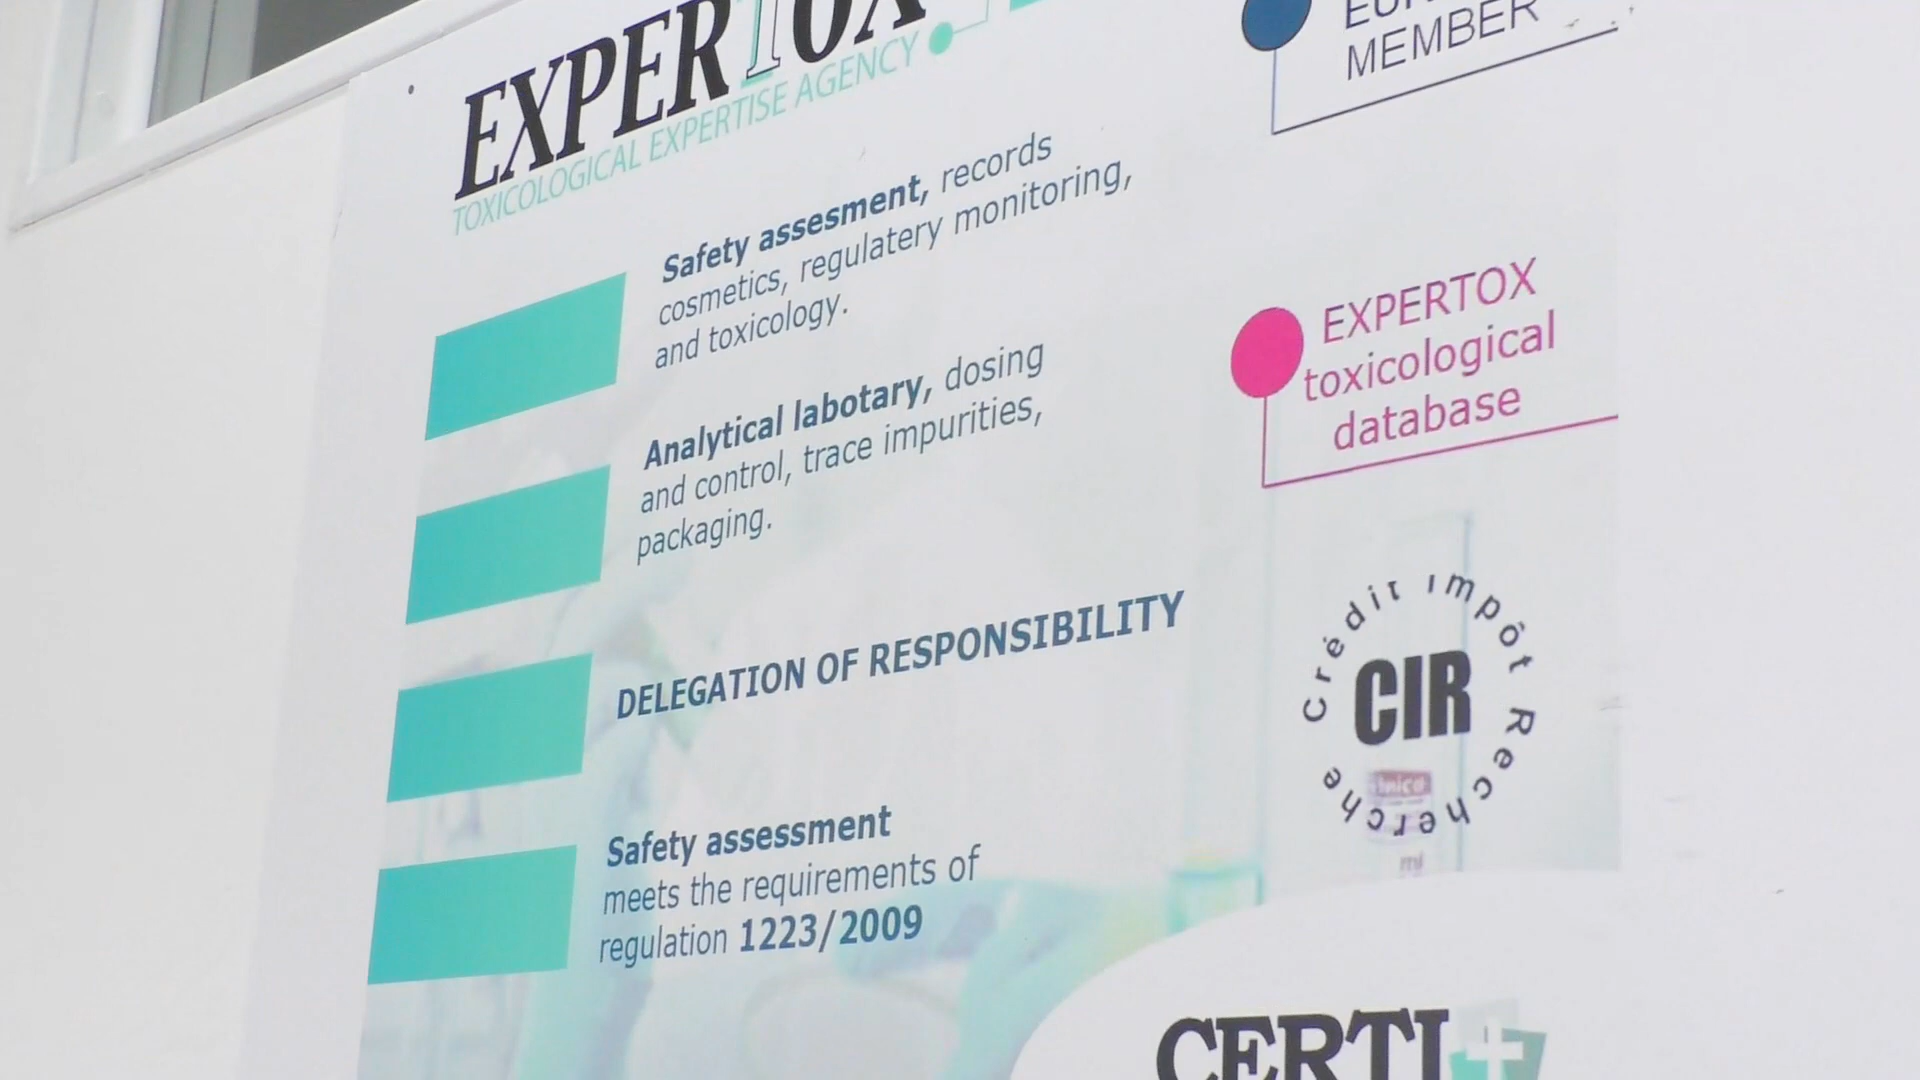 EXPERTOX
TOXICOLOGICAL EXPERTISE AGENCY
MEMBER
Safety assesment, records
cosmetics, regulatery monitoring,
and toxicology.
Analytical labotary, dosing
and control, trace impurities,
packaging.
DELEGATION OF RESPONSIBILITY
Safety assessment
meets the requirements of
regulation 1223/2009
EXPERTOX
toxicological
database
Crédit Impôt Recherche
CIR
ml
CERTI